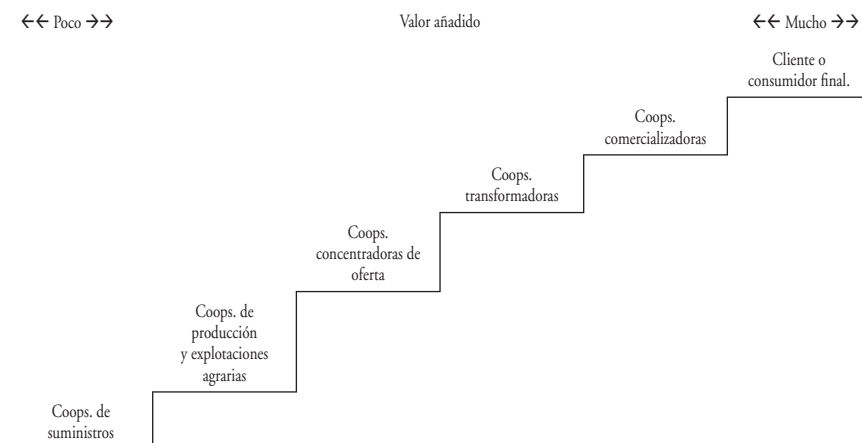 ←← Poco →→
Valor añadido
←← Mucho →→
Cliente o
consumidor final.
Coops.
comercializadoras
Coops.
transformadoras
Coops.
concentradoras de
oferta
Coops. de
producción
y explotaciones
agrarias
Coops. de
suministros